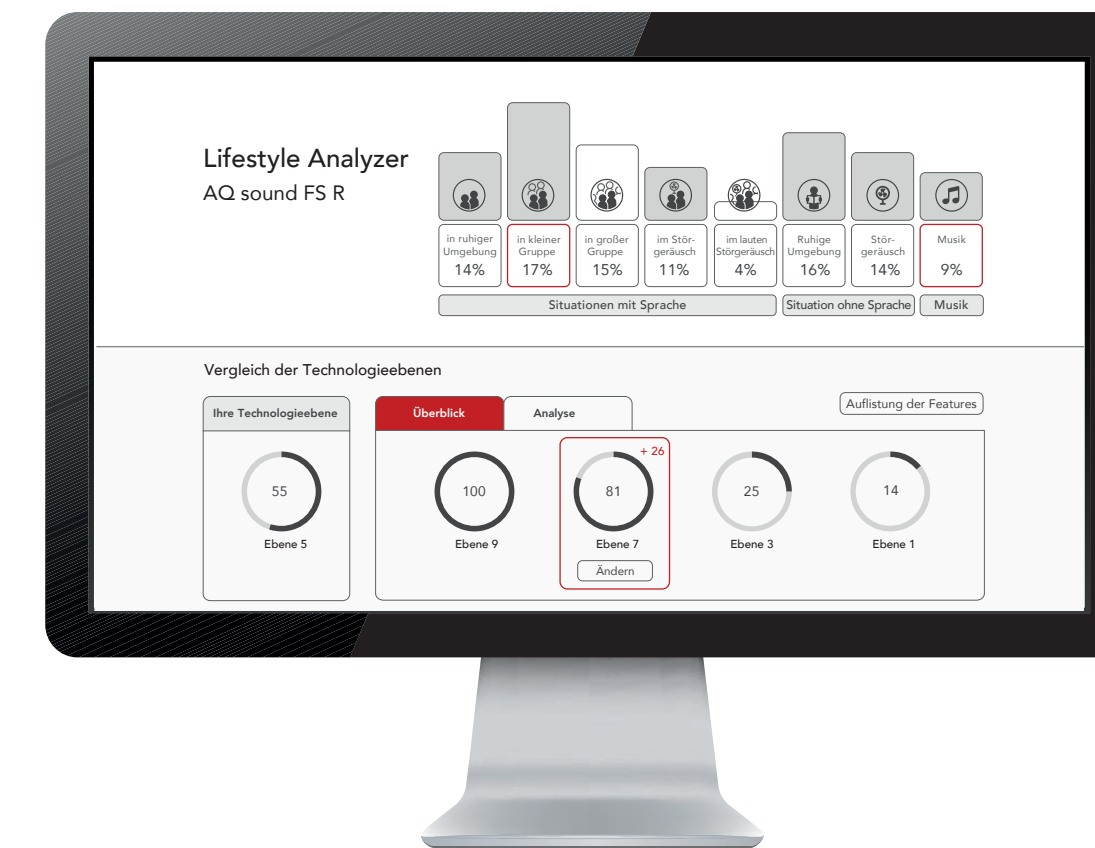 Lifestyle Analyzer
AQ sound FS R
in ruhiger
Umgebung
14%
in kleiner
Gruppe
17%
in großer
Gruppe
15%
im Stör-
geräusch
11%
im lauten
Störgeräusch
4%
Ruhige
Umgebung
16%
Stör-
geräusch
14%
Musik
9%
Situationen mit Sprache
Situation ohne Sprache
Musik
Vergleich der Technologieebenen
Ihre Technologieebene
Überblick
Analyse
Auflistung der Features
55
Ebene 5
100
Ebene 9
+ 26
81
Ebene 7
Ändern
25
Ebene 3
14
Ebene 1